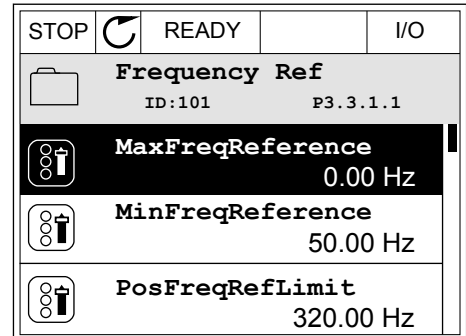 STOP READY I/O
Frequency Ref
ID:101 P3.3.1.1
MaxFreqReference
0.00 Hz
MinFreqReference
50.00 Hz
PosFreqRefLimit
320.00 Hz